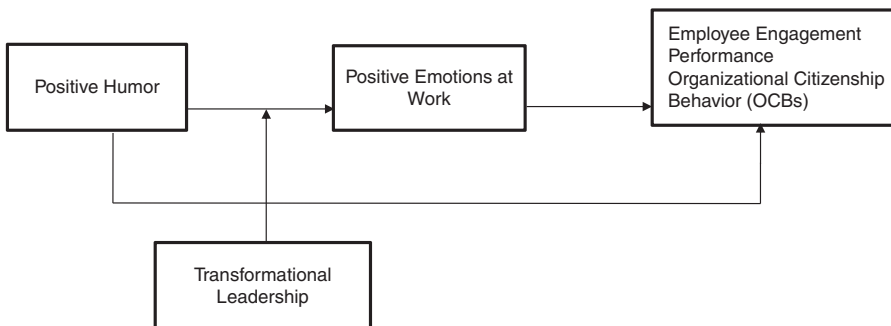 Positive Humor
Positive Emotions at
Work
Employee Engagement
Performance
Organizational Citizenship
Behavior (OCBs)
Transformational
Leadership